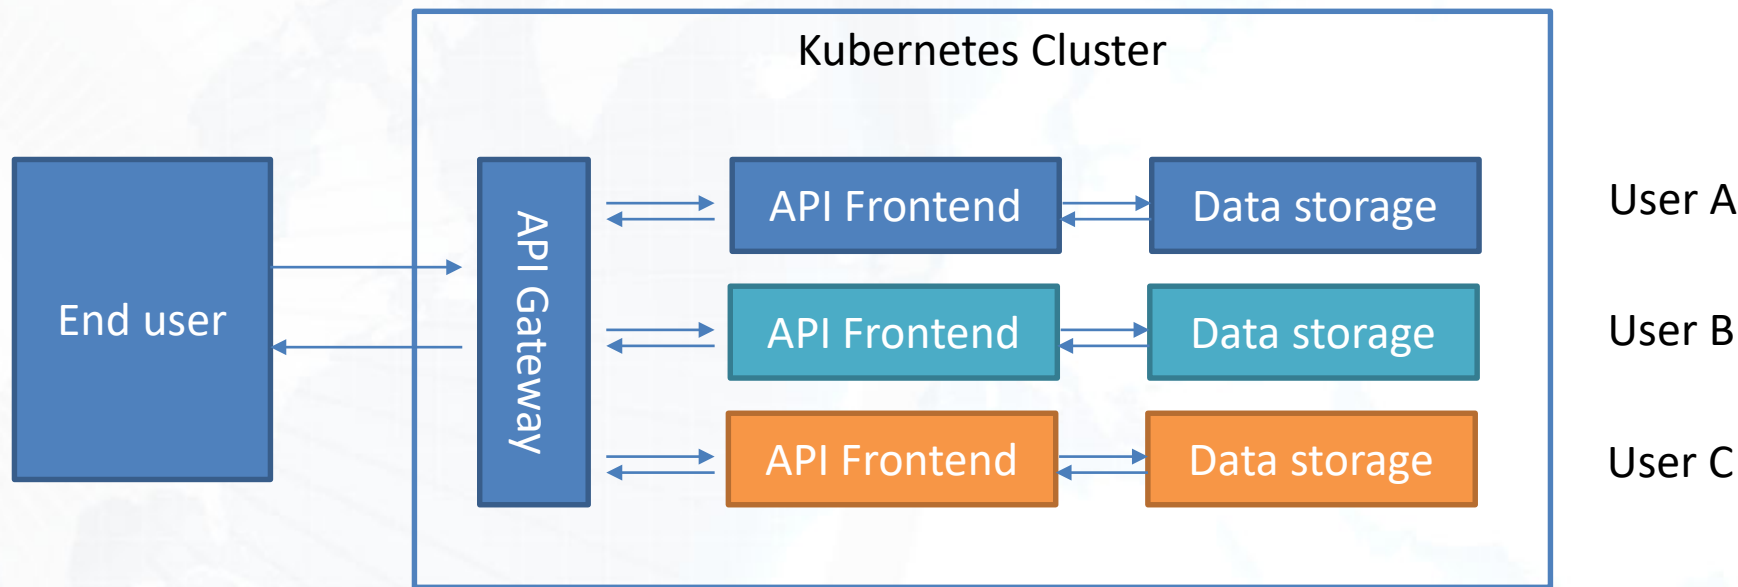 Kubernetes Cluster
End user
API Gateway
API Frontend
Data storage
User A
API Frontend
Data storage
User B
API Frontend
Data storage
User C